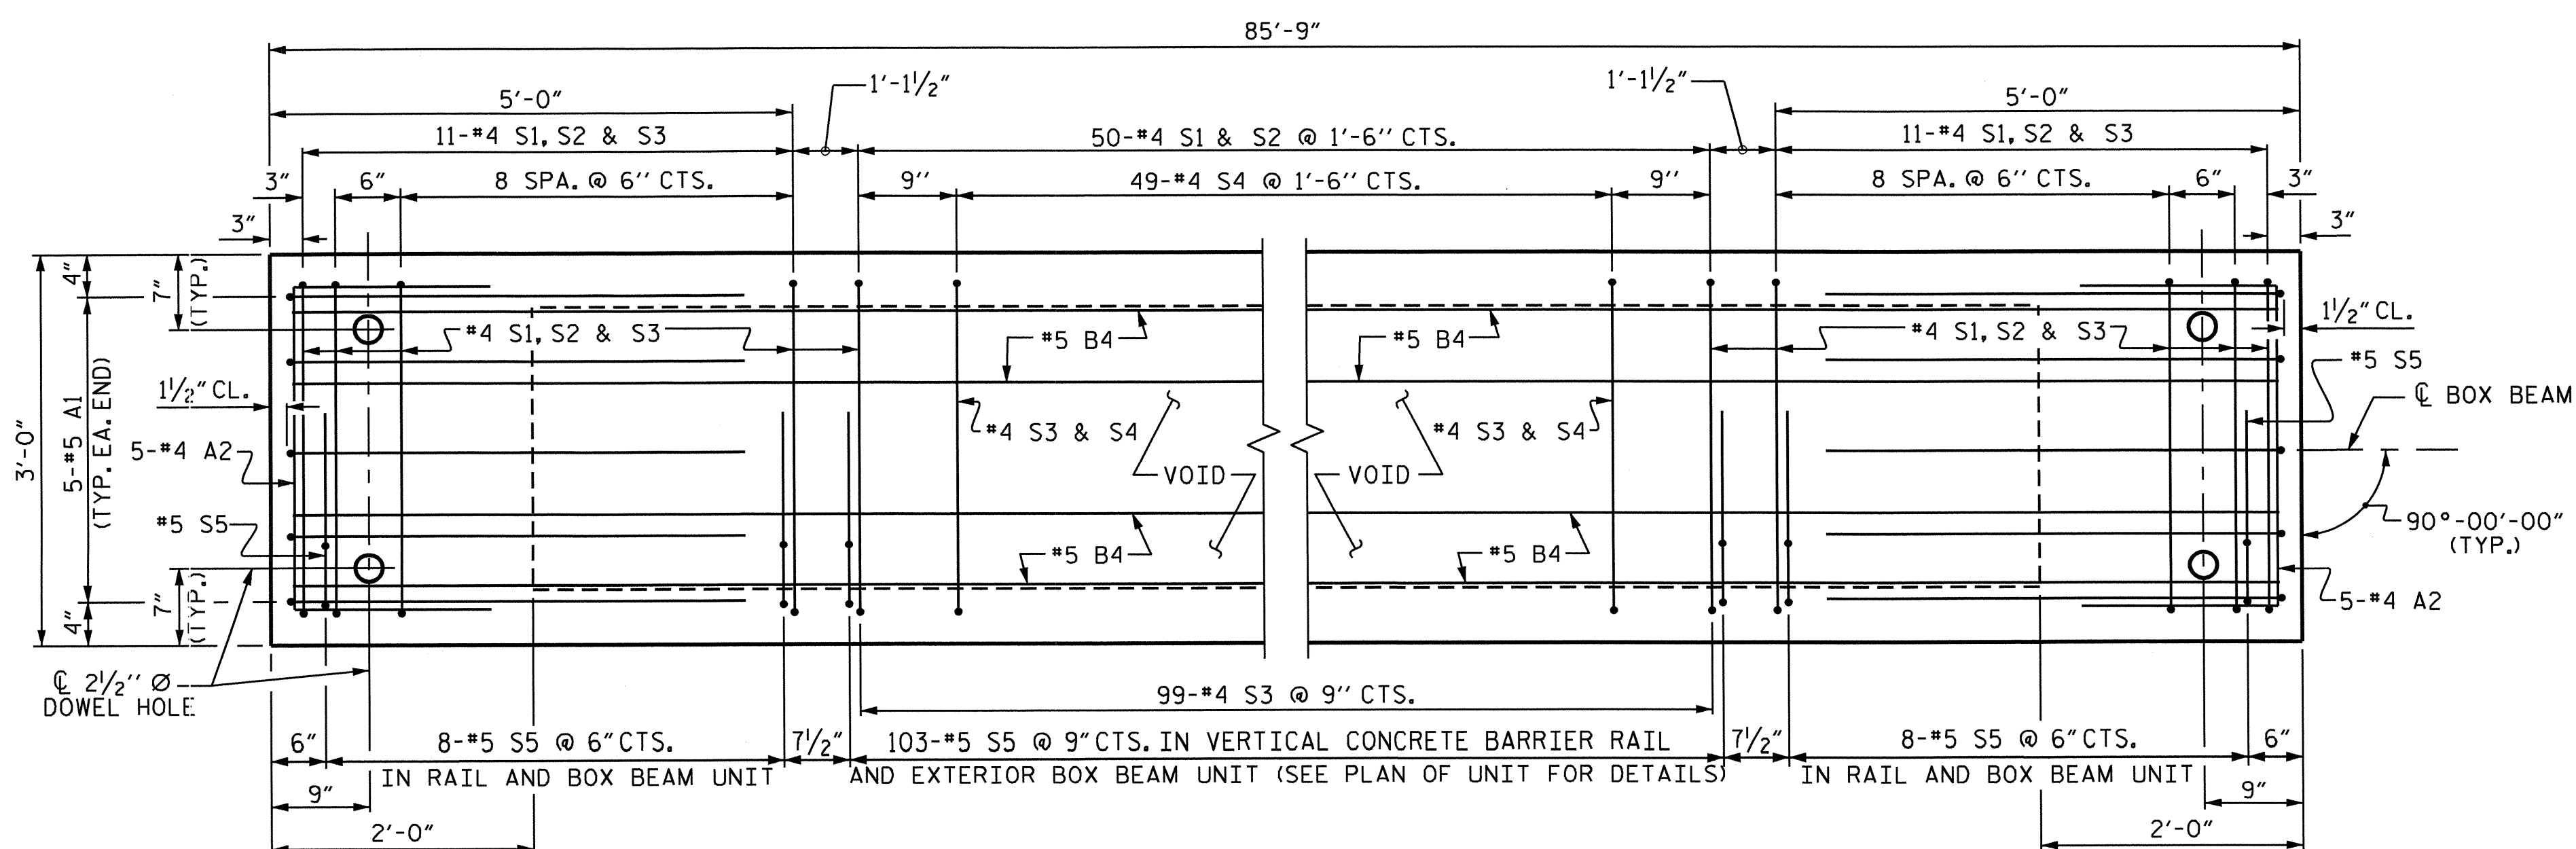 85'-9"
1'-1½"
1'-1½"
5'-0"
5'-0"
11-#4 S1, S2 & S3
50-#4 S1 & S2 @ 1'-6" CTS.
11-#4 S1, S2 & S3
3"
6"
8 SPA. @ 6" CTS.
9"
49-#4 S4 @ 1'-6" CTS.
9"
8 SPA. @ 6" CTS.
6"
3"
3"
3"
4"
7"
(TYP.)
#4 S1, S2 & S3
#5 B4
#5 B4
#4 S1, S2 & S3
1½" CL.
#5 S5
1½" CL.
℄ BOX BEAM
3'-0"
5-#5 A1
(TYP. EA. END)
5-#4 A2
#4 S3 & S4
#4 S3 & S4
VOID
VOID
#5 S5
90°-00'-00"
(TYP.)
#5 B4
#5 B4
4"
7"
(TYP.)
5-#4 A2
℄ 2½" Ø
DOWEL HOLE
99-#4 S3 @ 9" CTS.
6"
8-#5 S5 @ 6" CTS.
IN RAIL AND BOX BEAM UNIT
7½"
103-#5 S5 @ 9" CTS. IN VERTICAL CONCRETE BARRIER RAIL
AND EXTERIOR BOX BEAM UNIT (SEE PLAN OF UNIT FOR DETAILS)
7½"
8-#5 S5 @ 6" CTS.
IN RAIL AND BOX BEAM UNIT
6"
9"
9"
2'-0"
2'-0"